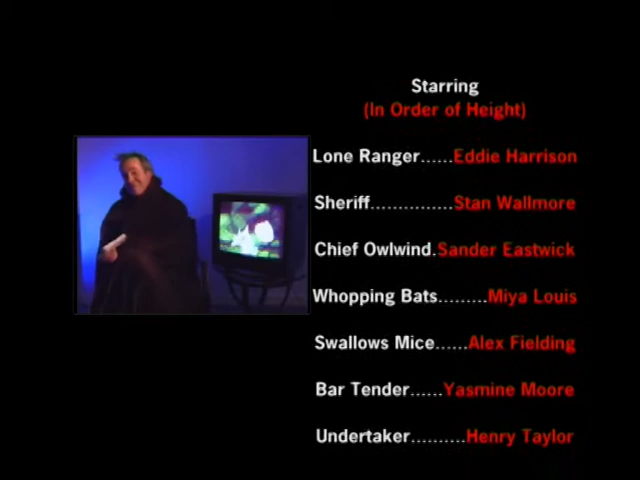 Starring
(In Order of Height)
Lone Ranger......Eddie Harrison
Sheriff...............Stan Wallmore
Chief Owlwind.Sander Eastwick
Whopping Bats.........Miya Louis
Swallows Mice......Alex Fielding
Bar Tender......Yasmine Moore
Undertaker..........Henry Taylor